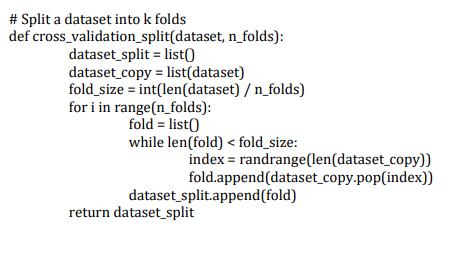 # Split a dataset into k folds
def cross_validation_split(dataset, n_folds):
dataset_split = list()
dataset_copy = list(dataset)
fold_size = int(len(dataset) / n_folds)
for i in range(n_folds):
fold = list()
while len(fold) < fold_size:
index = randrange(len(dataset_copy))
fold.append(dataset_copy.pop(index))
dataset_split.append(fold)
return dataset_split